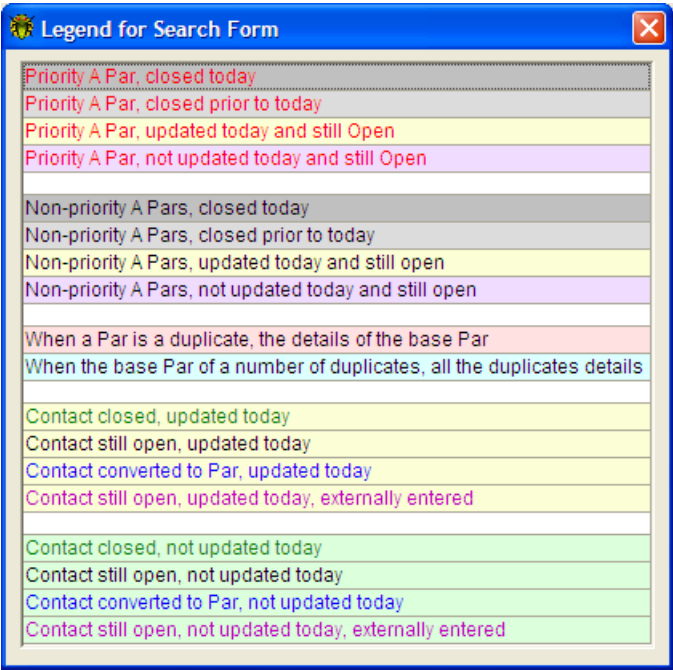 Legend for Search Form
Priority A Par, closed today
Priority A Par, closed prior to today
Priority A Par, updated today and still Open
Priority A Par, not updated today and still Open
Non-priority A Pars, closed today
Non-priority A Pars, closed prior to today
Non-priority A Pars, updated today and still open
Non-priority A Pars, not updated today and still open
When a Par is a duplicate, the details of the base Par
When the base Par of a number of duplicates, all the duplicates details
Contact closed, updated today
Contact still open, updated today
Contact converted to Par, updated today
Contact still open, updated today, externally entered
Contact closed, not updated today
Contact still open, not updated today
Contact converted to Par, not updated today
Contact still open, not updated today, externally entered